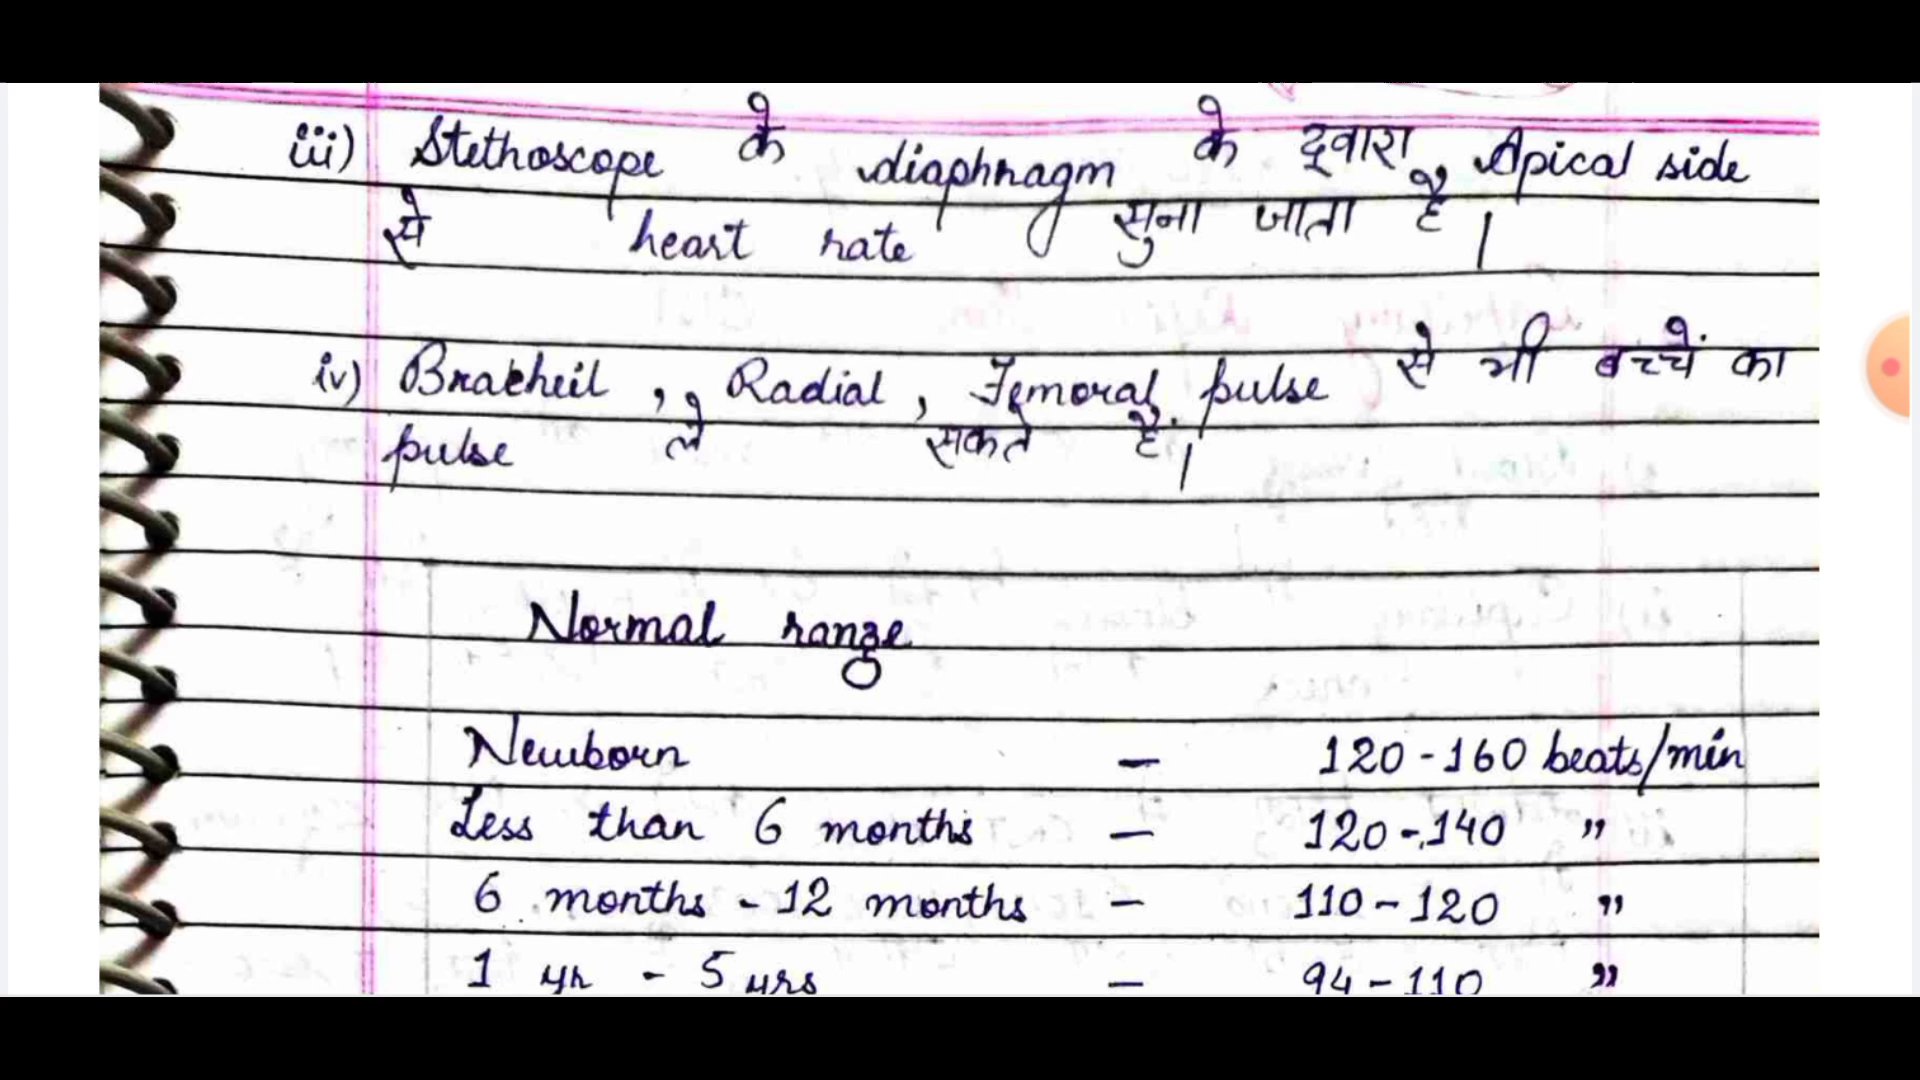 iii) Stethoscope के diaphragm के द्वारा Apical side
से heart rate सुना जाता है।
iv) Brakheil, Radial, Femoral pulse से भी बच्चें का
pulse ले सकते हैं।
Normal range
Newborn – 120-160 beats/min
Less than 6 months – 120-140 "
6 months - 12 months – 110-120 "
1 yr - 5 yrs – 94-110 "